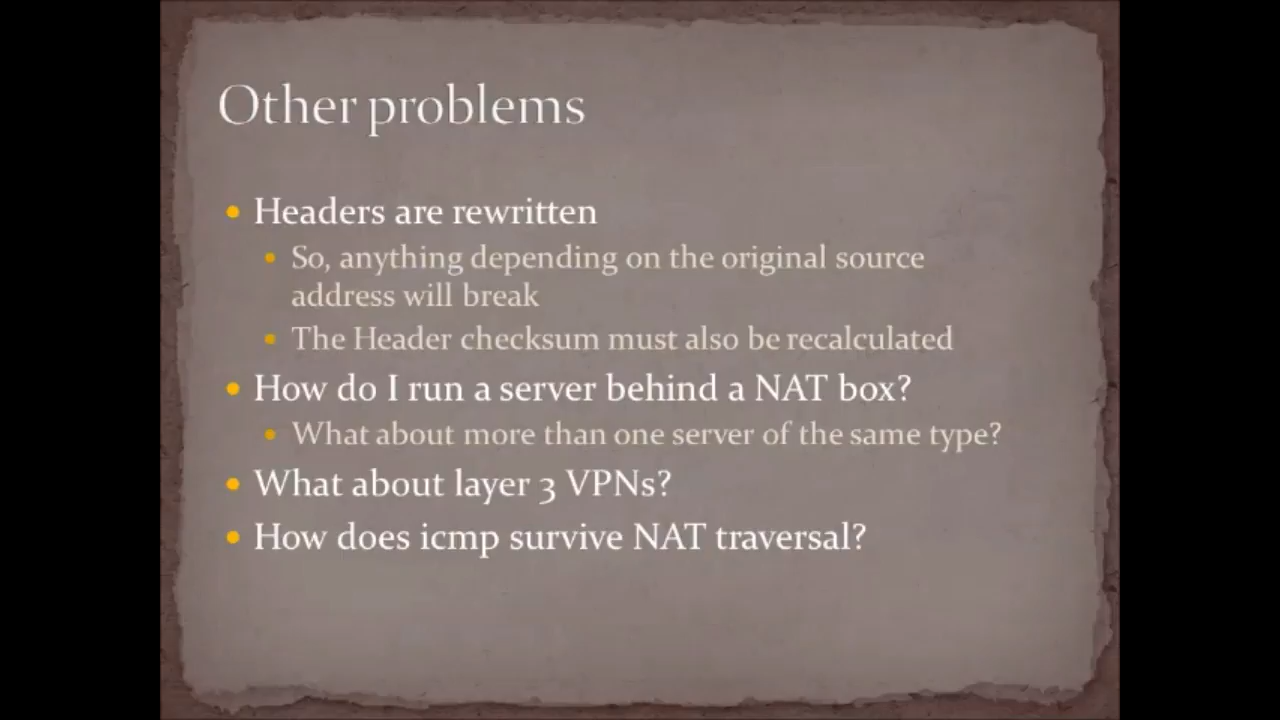 Other problems
Headers are rewritten
So, anything depending on the original source
address will break
The Header checksum must also be recalculated
How do I run a server behind a NAT box?
What about more than one server of the same type?
What about layer 3 VPNs?
How does icmp survive NAT traversal?